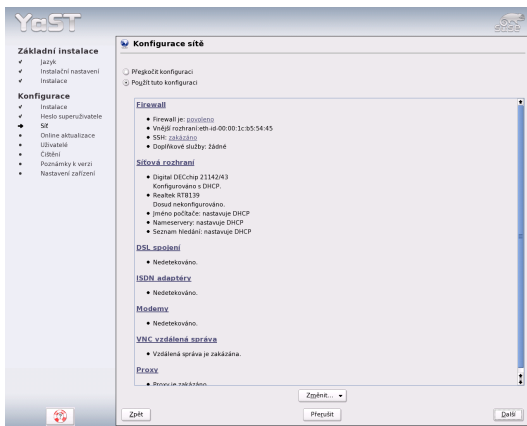 YaST
SUSE
Základní instalace
Jazyk
Instalační nastavení
Instalace
Konfigurace
Instalace
Heslo superuživatele
Síť
Online aktualizace
Uživatelé
Čištění
Poznámky k verzi
Nastavení zařízení
Konfigurace sítě
Přeskočit konfiguraci
Použít tuto konfiguraci
Firewall
Firewall je: povoleno
Vnější rozhraní:eth-id-00:00:1c:b5:54:45
SSH: zakázáno
Doplňkové služby: žádné
Síťová rozhraní
Digital DECchip 21142/43
Konfigurováno s DHCP.
Realtek RT8139
Dosud nekonfigurováno.
Jméno počítače: nastavuje DHCP
Nameservery: nastavuje DHCP
Seznam hledání: nastavuje DHCP
DSL spojení
Nedetekováno.
ISDN adaptéry
Nedetekováno.
Modemy
Nedetekováno.
VNC vzdálená správa
Vzdálená správa je zakázána.
Proxy
Proxy je zakázáno
Změnit...
Zpět
Přerušit
Další